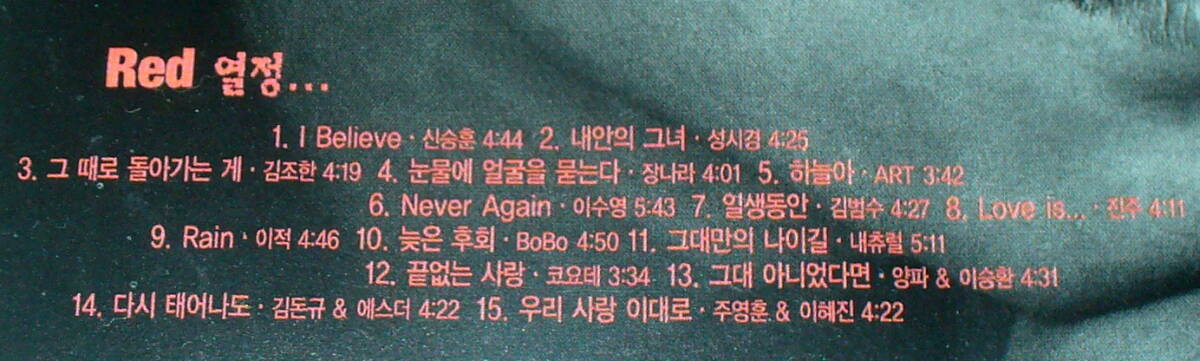 Red 열정...
1. I Believe · 신승훈 4:44 2. 내안의 그녀 · 성시경 4:25
3. 그 때로 돌아가는 게 · 김조한 4:19 4. 눈물에 얼굴을 묻는다 · 장나라 4:01 5. 하늘아 · ART 3:42
6. Never Again · 이수영 5:43 7. 일생동안 · 김범수 4:27 8. Love is... · 진주 4:11
9. Rain · 이적 4:46 10. 늦은 후회 · BoBo 4:50 11. 그대만의 나이길 · 내츄럴 5:11
12. 끝없는 사랑 · 코요테 3:34 13. 그대 아니었다면 · 양파 & 이승환 4:31
14. 다시 태어나도 · 김돈규 & 에스더 4:22 15. 우리 사랑 이대로 · 주영훈 & 이혜진 4:22